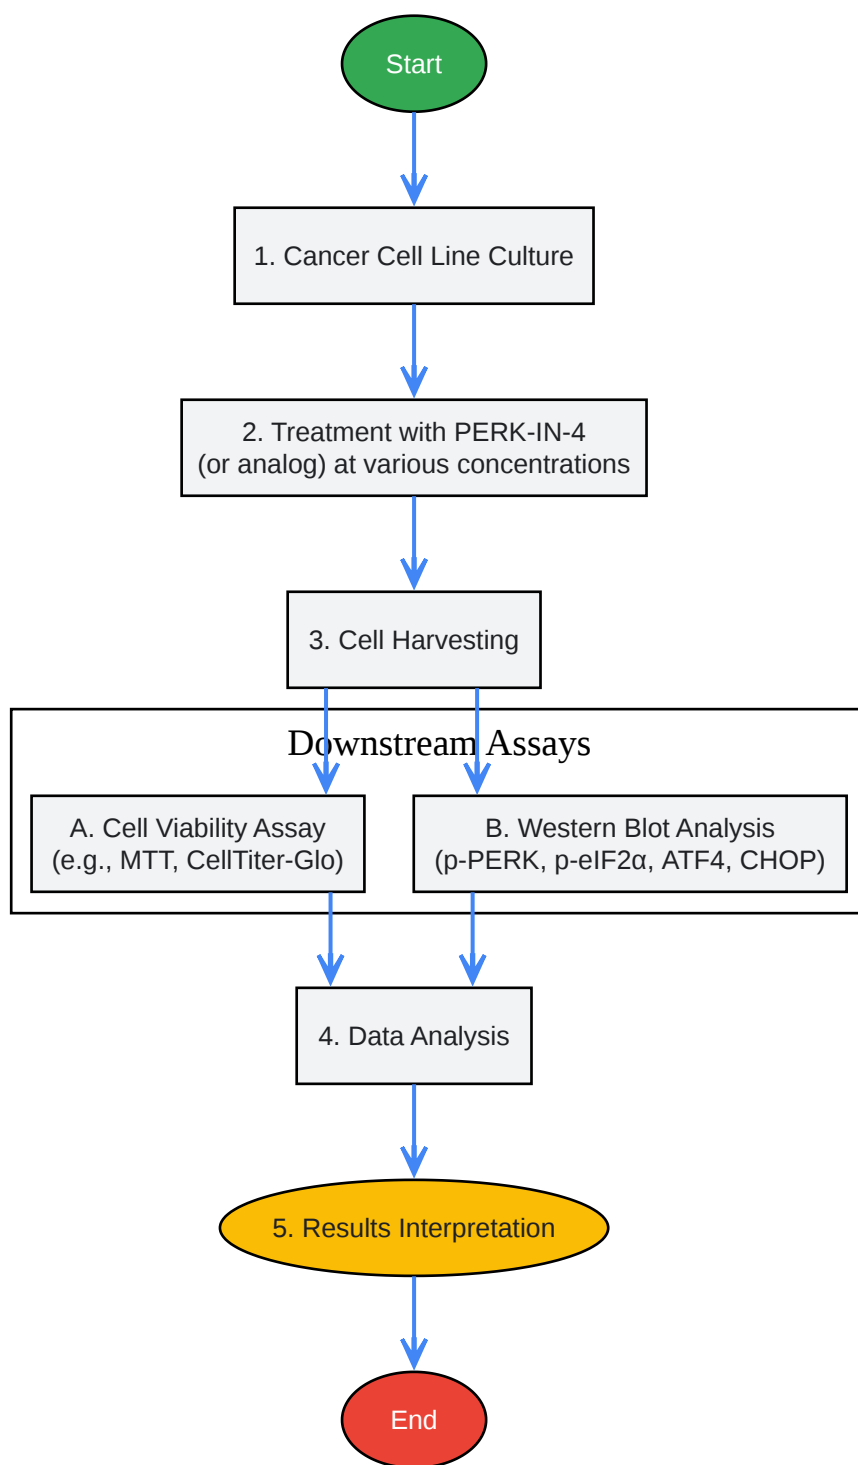 Start
1. Cancer Cell Line Culture
2. Treatment with PERK-IN-4
(or analog) at various concentrations
3. Cell Harvesting
Downstream Assays
A. Cell Viability Assay
(e.g., MTT, CellTiter-Glo)
B. Western Blot Analysis
(p-PERK, p-eIF2α, ATF4, CHOP)
4. Data Analysis
5. Results Interpretation
End